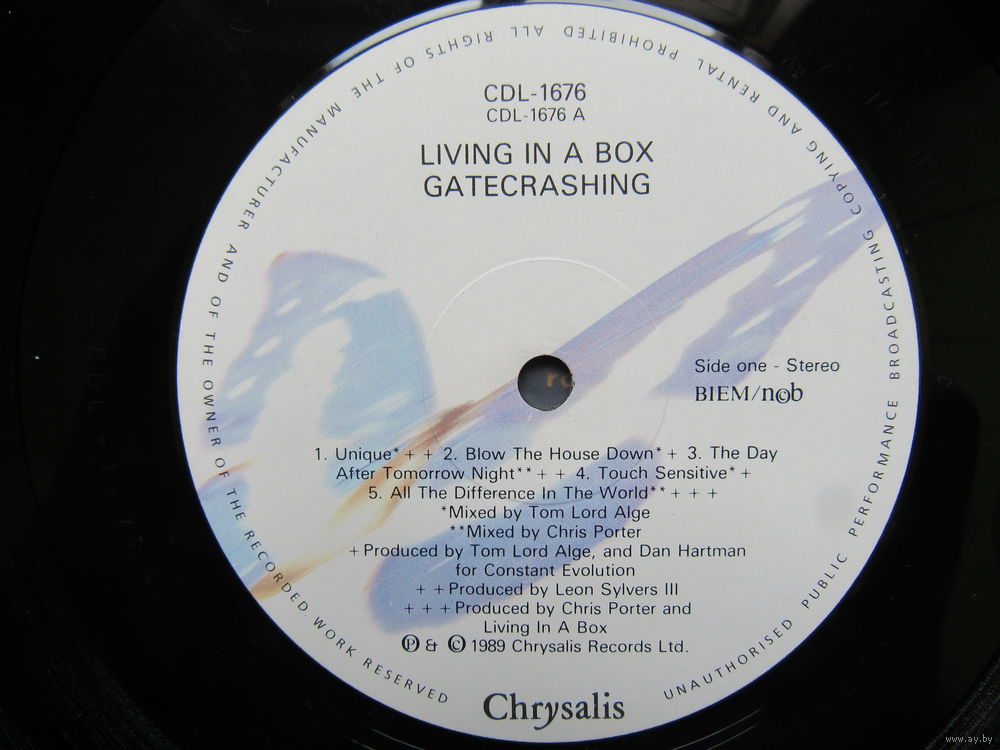 CDL-1676
CDL-1676 A
LIVING IN A BOX
GATECRASHING
Side one - Stereo
BIEM/n©b
1. Unique* + + 2. Blow The House Down* + 3. The Day
After Tomorrow Night** + + 4. Touch Sensitive* +
5. All The Difference In The World** + + +
*Mixed by Tom Lord Alge
**Mixed by Chris Porter
+ Produced by Tom Lord Alge, and Dan Hartman
for Constant Evolution
+ + Produced by Leon Sylvers III
+ + + Produced by Chris Porter and
Living In A Box
℗ & © 1989 Chrysalis Records Ltd.
Chrysalis
ALL RIGHTS OF THE MANUFACTURER AND OF THE OWNER OF THE RECORDED WORK RESERVED
UNAUTHORISED PUBLIC PERFORMANCE BROADCASTING COPYING AND RENTAL PROHIBITED
www.ay.by